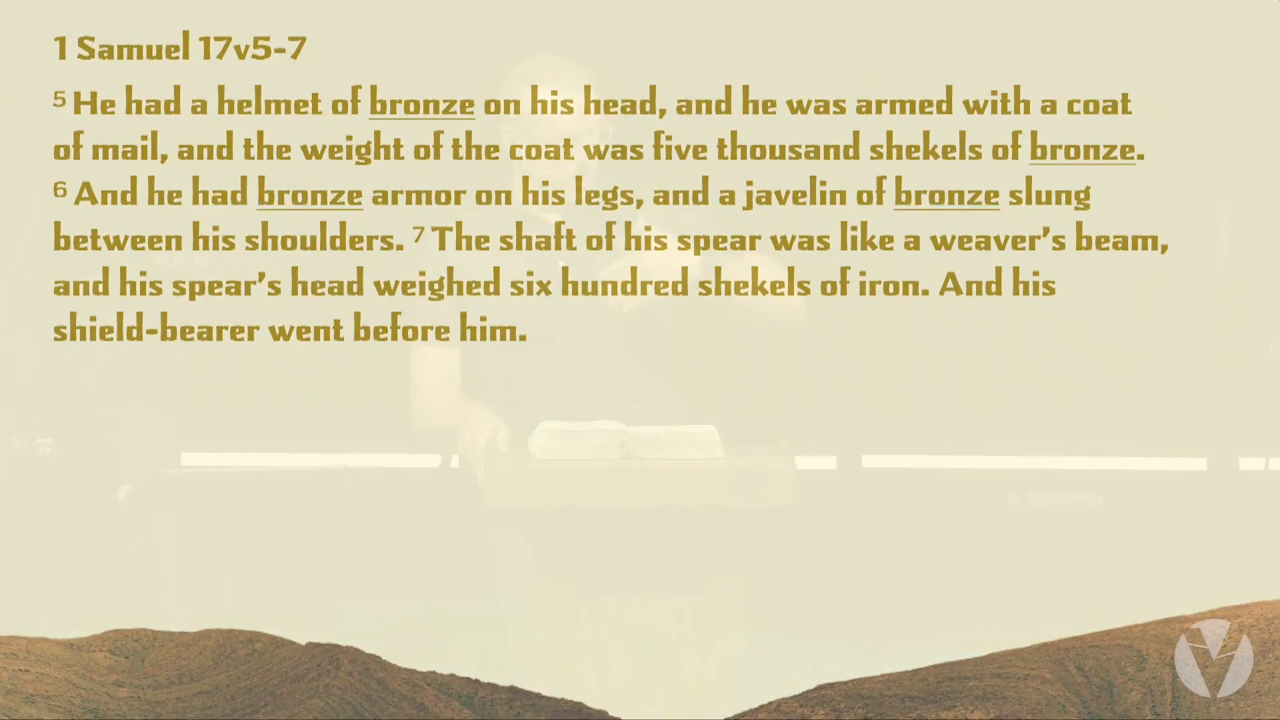 1 Samuel 17v5-7
5 He had a helmet of bronze on his head, and he was armed with a coat
of mail, and the weight of the coat was five thousand shekels of bronze.
6 And he had bronze armor on his legs, and a javelin of bronze slung
between his shoulders. 7 The shaft of his spear was like a weaver's beam,
and his spear's head weighed six hundred shekels of iron. And his
shield-bearer went before him.